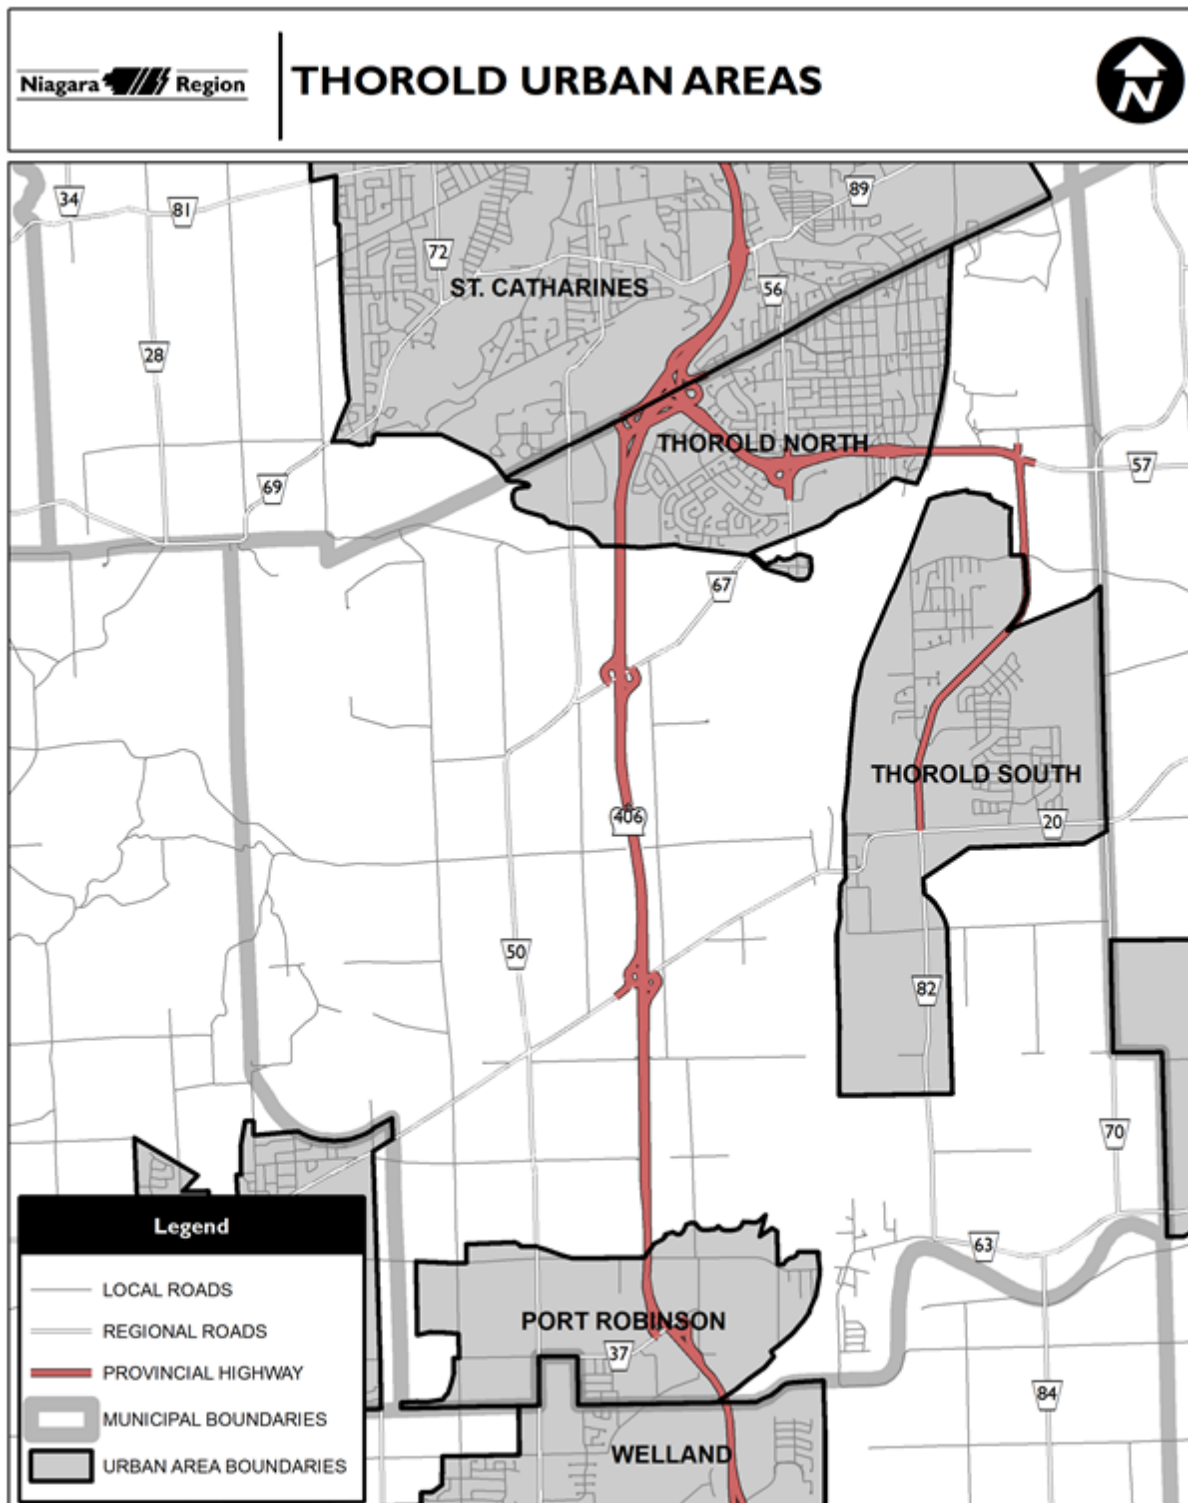 Niagara Region
THOROLD URBAN AREAS
N
34
81
89
72
56
ST. CATHARINES
28
THOROLD NORTH
57
69
67
THOROLD SOUTH
406
20
50
82
70
Legend
63
LOCAL ROADS
PORT ROBINSON
REGIONAL ROADS
37
PROVINCIAL HIGHWAY
84
MUNICIPAL BOUNDARIES
WELLAND
URBAN AREA BOUNDARIES